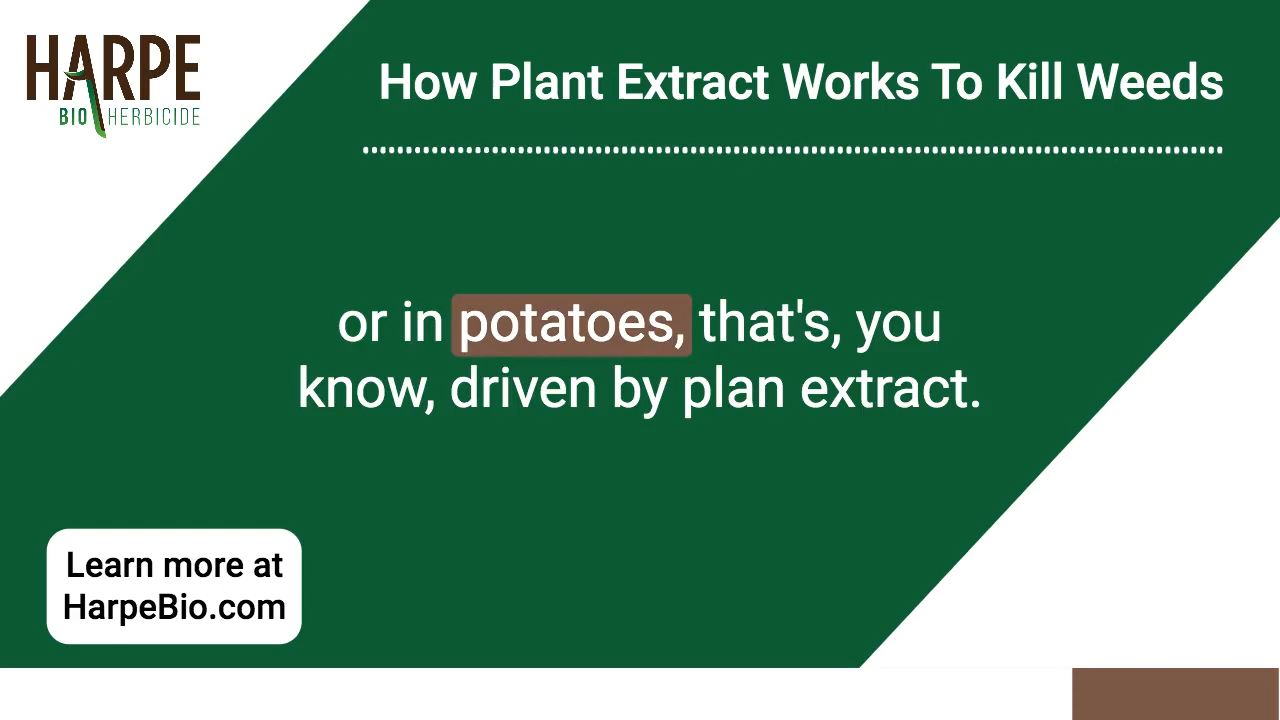 HARPE
BIO HERBICIDE
How Plant Extract Works To Kill Weeds
or in potatoes, that's, you
know, driven by plan extract.
Learn more at
HarpeBio.com